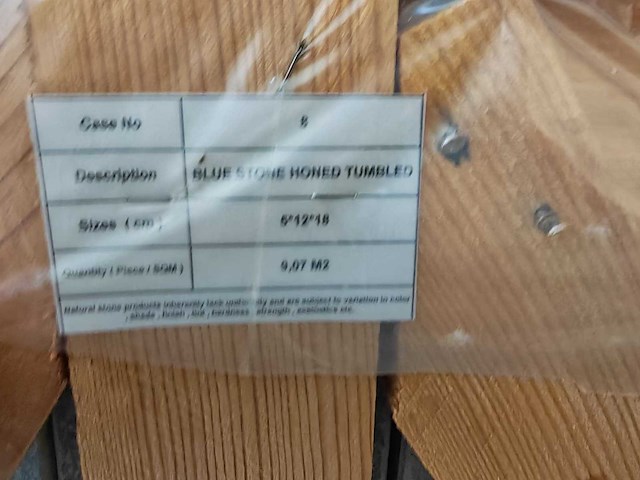 Case No 8
Description BLUE STONE HONED TUMBLED
Sizes ( cm ) 6*12*18
Quantity ( Piece / SQM ) 9,07 M2
Natural stone products inherently lack uniformity and are subject to variation in color
, shade , finish , hardness , strength , etc.